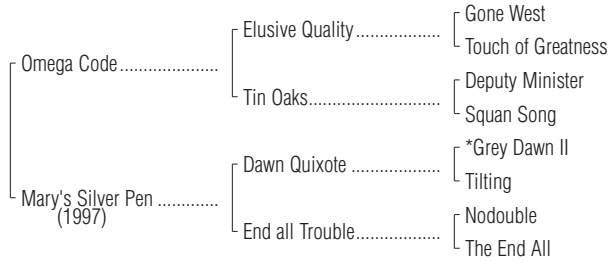 Gone West
Elusive Quality..................
Touch of Greatness
Omega Code.....................
Deputy Minister
Tin Oaks............................
Squan Song
*Grey Dawn II
Dawn Quixote ...................
Tilting
Mary's Silver Pen .............
(1997)
Nodouble
End all Trouble..................
The End All